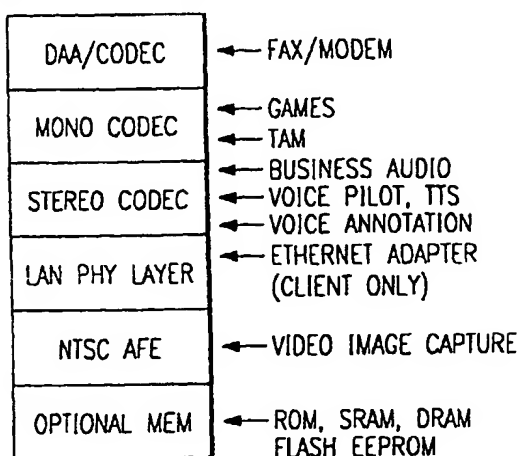 DAA/CODEC
FAX/MODEM
GAMES
MONO CODEC
TAM
BUSINESS AUDIO
STEREO CODEC
VOICE PILOT, TTS
VOICE ANNOTATION
ETHERNET ADAPTER
LAN PHY LAYER
(CLIENT ONLY)
NTSC AFE
VIDEO IMAGE CAPTURE
OPTIONAL MEM
ROM, SRAM, DRAM
FLASH EEPROM